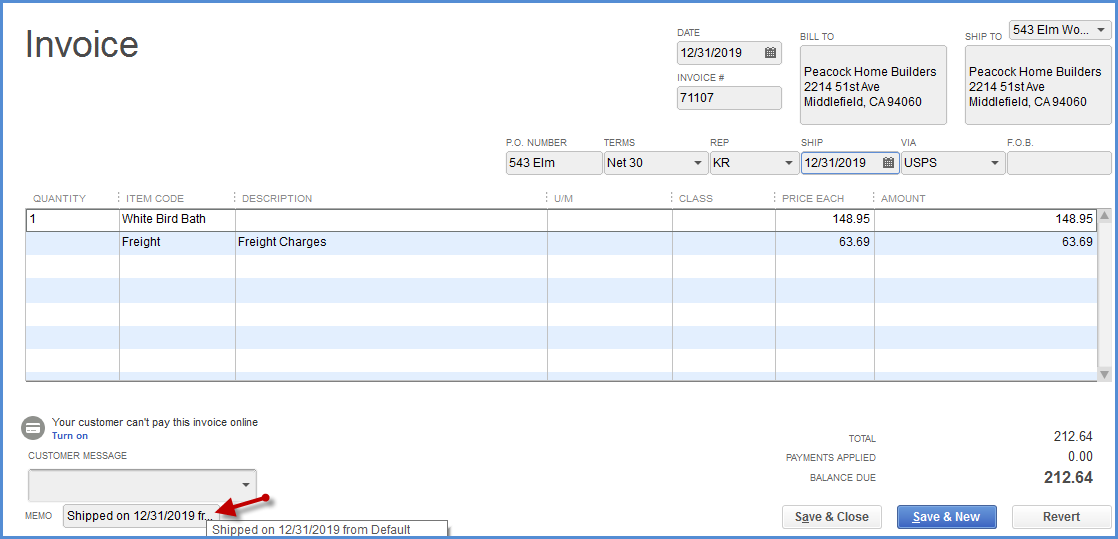 Invoice
DATE
12/31/2019
INVOICE #
71107
BILL TO
Peacock Home Builders
2214 51st Ave
Middlefield, CA 94060
SHIP TO
543 Elm Wo...
Peacock Home Builders
2214 51st Ave
Middlefield, CA 94060
P.O. NUMBER TERMS REP SHIP VIA F.O.B.
543 Elm Net 30 KR 12/31/2019 USPS
QUANTITY ITEM CODE DESCRIPTION U/M CLASS PRICE EACH AMOUNT
1 White Bird Bath 148.95 148.95
Freight Freight Charges 63.69 63.69
Your customer can't pay this invoice online
Turn on
CUSTOMER MESSAGE
TOTAL 212.64
PAYMENTS APPLIED 0.00
BALANCE DUE 212.64
MEMO Shipped on 12/31/2019 fr...
Shipped on 12/31/2019 from Default
Save & Close Save & New Revert